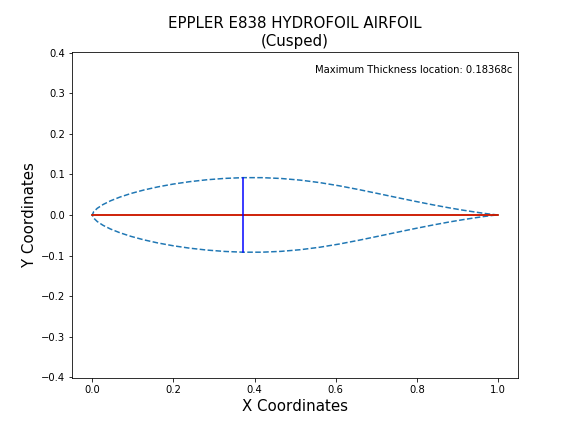 EPPLER E838 HYDROFOIL AIRFOIL
(Cusped)
Maximum Thickness location: 0.18368c
Y Coordinates
0.4
0.3
0.2
0.1
0.0
−0.1
−0.2
−0.3
−0.4
0.0 0.2 0.4 0.6 0.8 1.0
X Coordinates